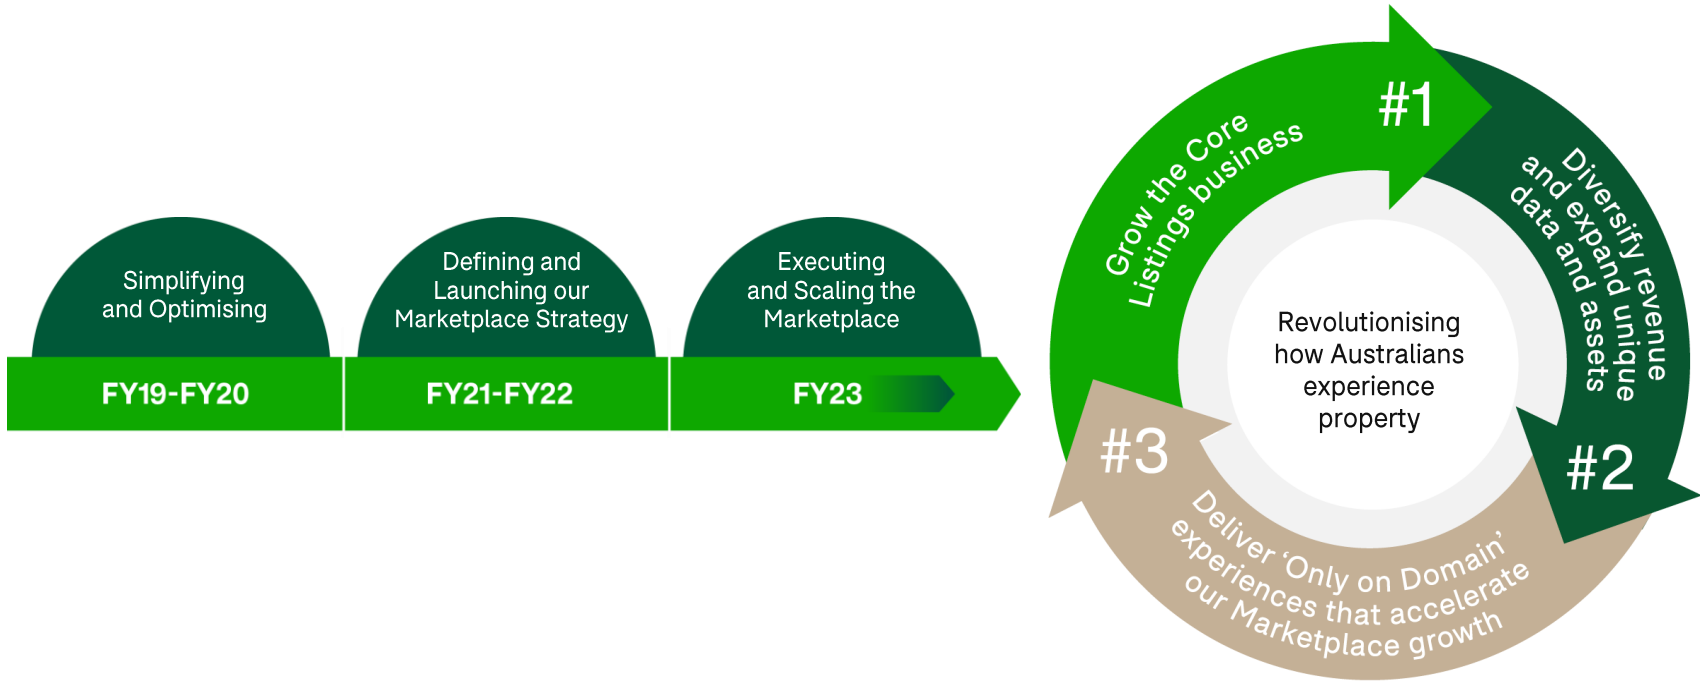 Simplifying
and Optimising
FY19-FY20
Defining and
Launching our
Marketplace Strategy
FY21-FY22
Executing
and Scaling the
Marketplace
FY23
#1
Grow the Core
Listings business
#2
Diversify revenue
and expand unique
data and assets
#3
Deliver ‘Only on Domain’
experiences that accelerate
our Marketplace growth
Revolutionising
how Australians
experience
property